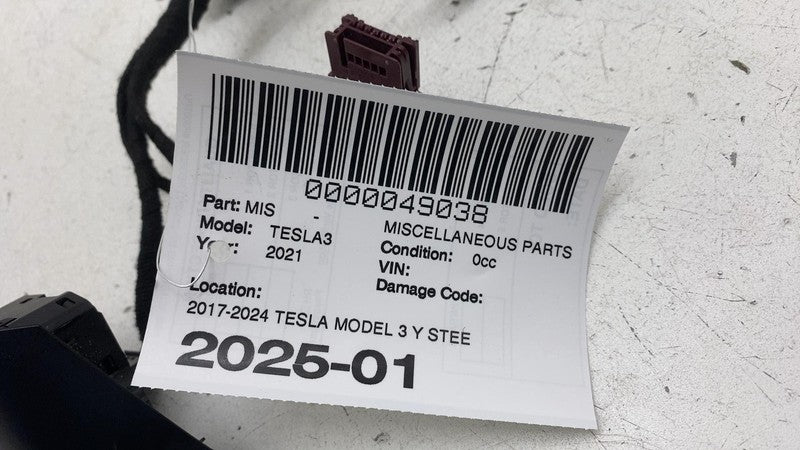 0000049038
Part: MIS - MISCELLANEOUS PARTS
Model: TESLA3 Condition: 0cc
Year: 2021 VIN:
Damage Code:
Location:
2017-2024 TESLA MODEL 3 Y STEE
2025-01